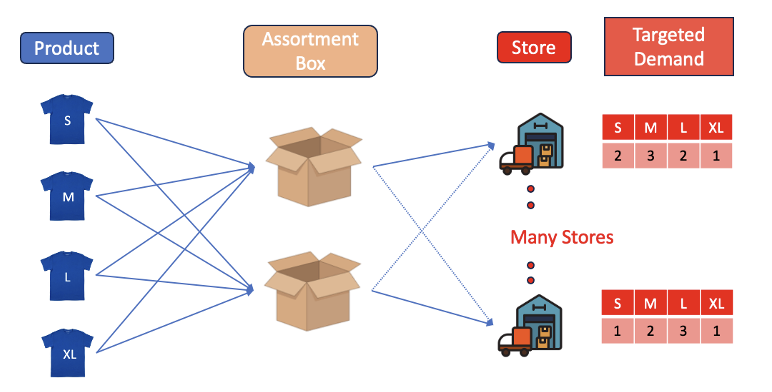 Product
Assortment
Box
Store
Targeted
Demand
S
M
L
XL
S M L XL
2 3 2 1
Many Stores
S M L XL
1 2 3 1